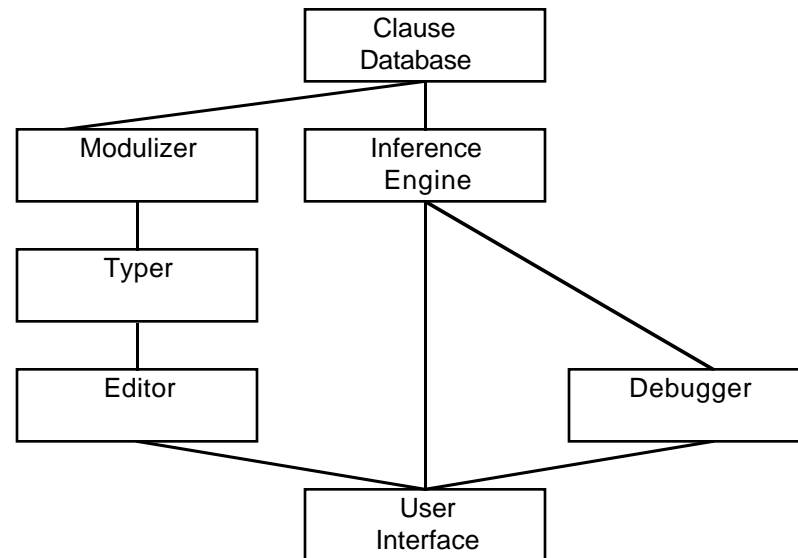 Clause
Database
Modulizer
Inference
Engine
Typer
Editor
Debugger
User
Interface